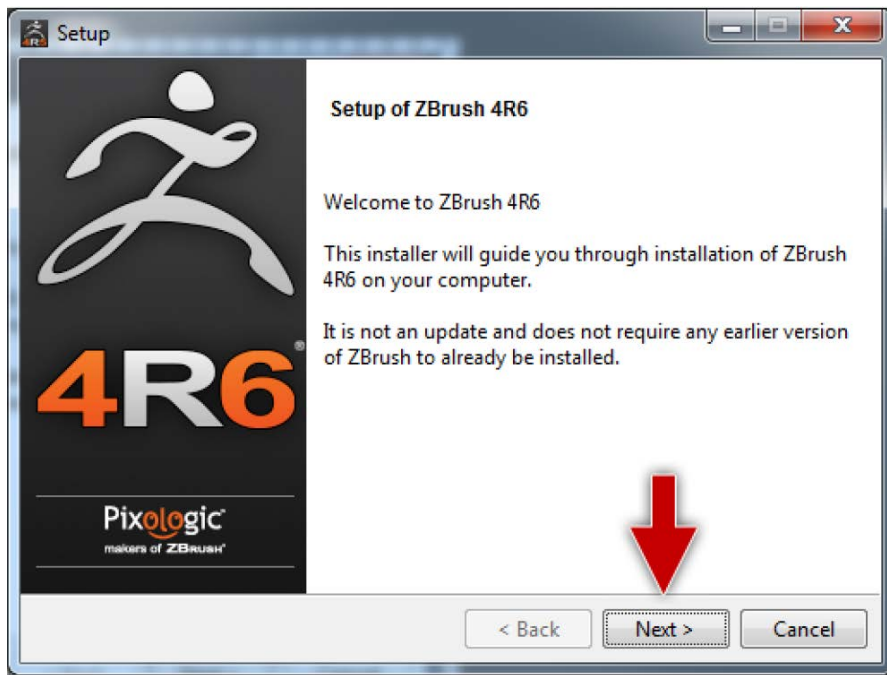 Setup
Setup of ZBrush 4R6
Welcome to ZBrush 4R6
This installer will guide you through installation of ZBrush
4R6 on your computer.
It is not an update and does not require any earlier version
of ZBrush to already be installed.
4R6®
Pixologic™
makers of ZBRUSH®
< Back
Next >
Cancel